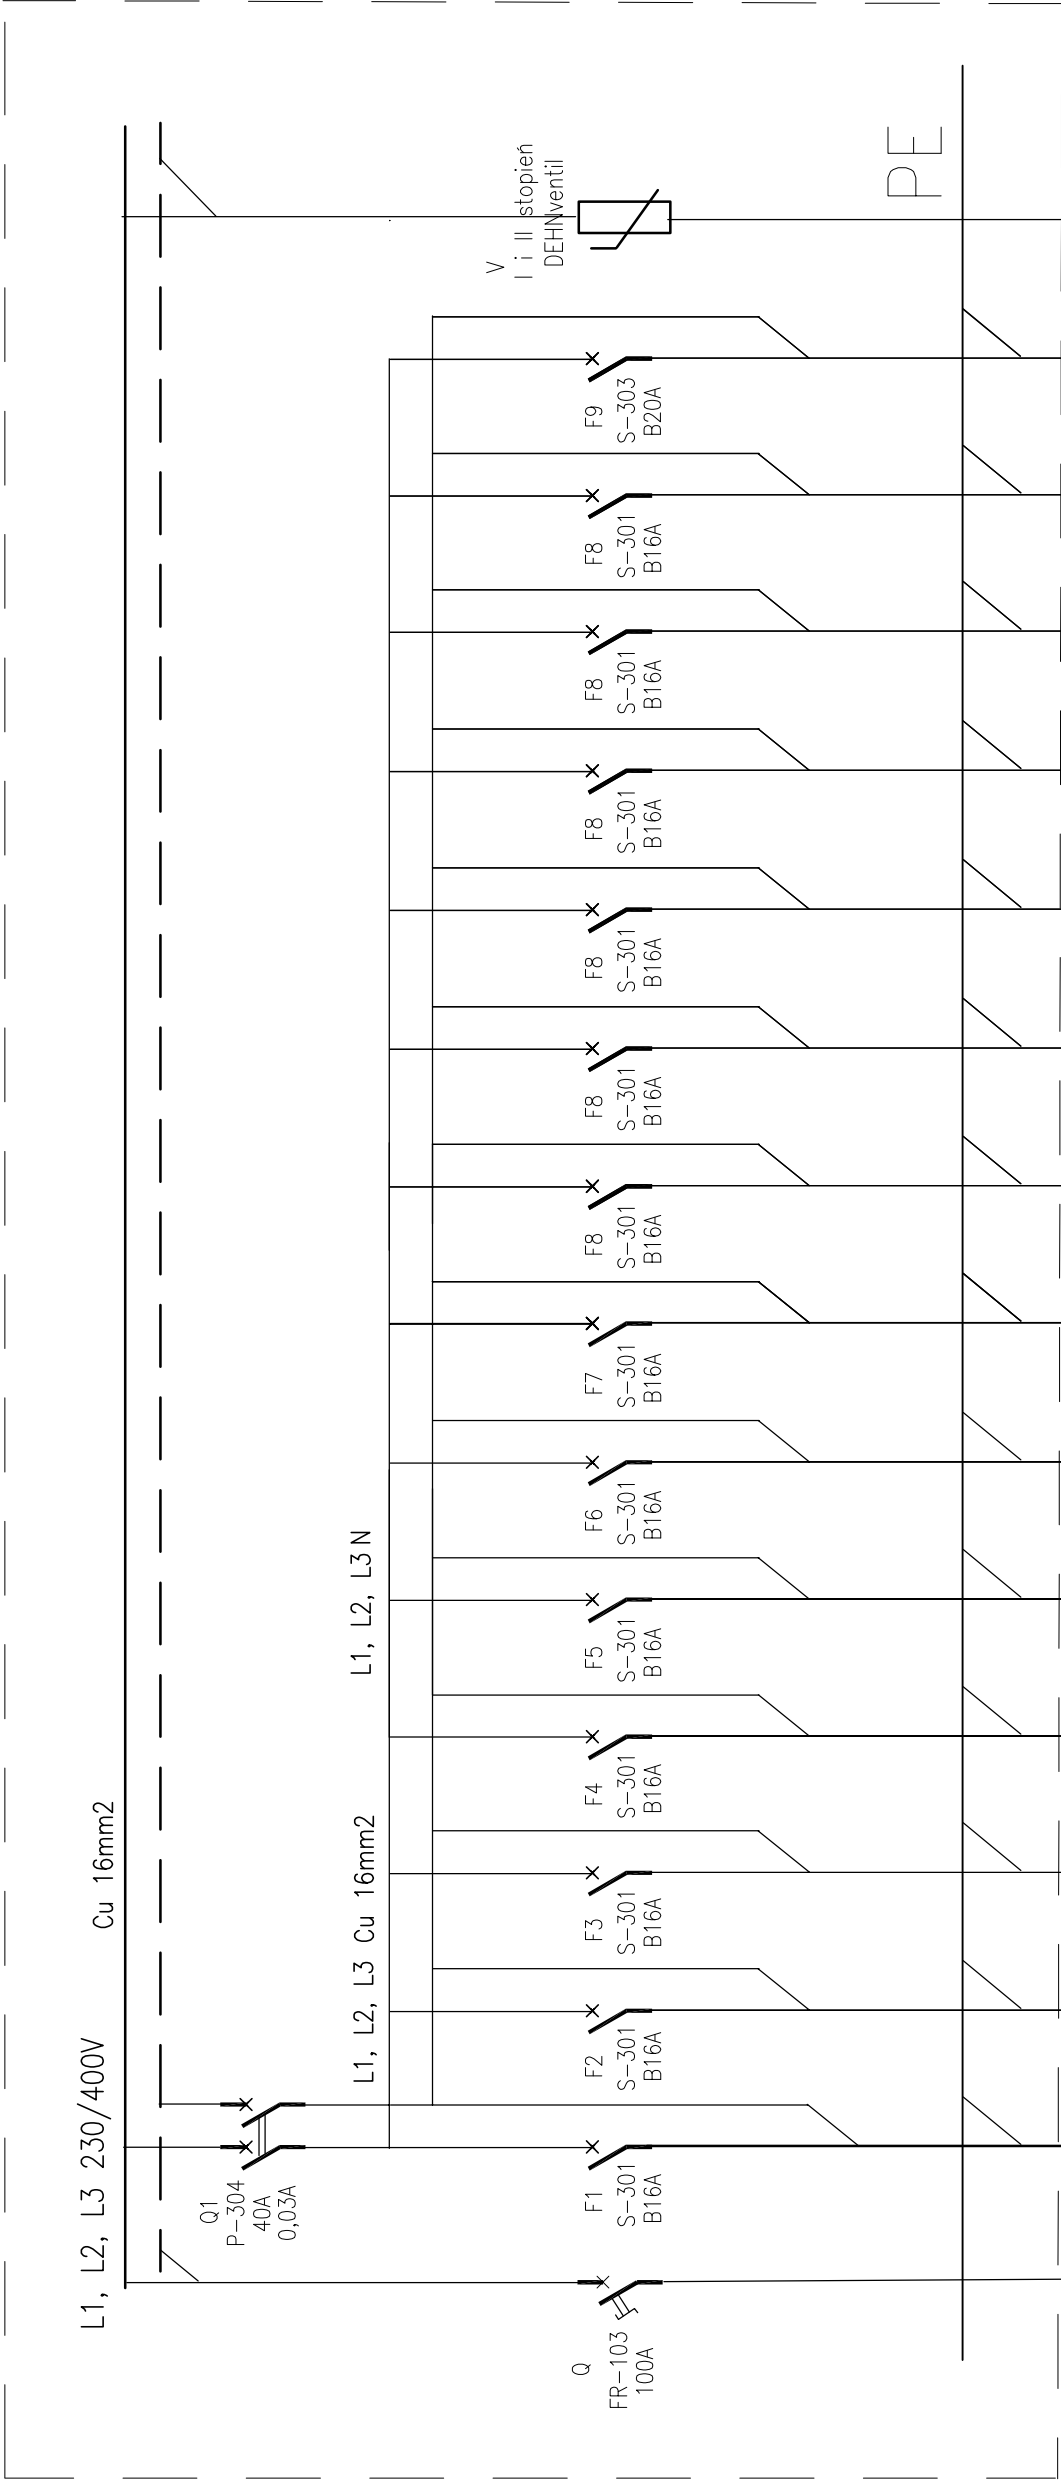 L1, L2, L3 230/400V
Cu 16mm2
Q1
P-304
40A
0,03A
L1, L2, L3 Cu 16mm2
L1, L2, L3 N
Q
FR-103
100A
F1
S-301
B16A
F2
S-301
B16A
F3
S-301
B16A
F4
S-301
B16A
F5
S-301
B16A
F6
S-301
B16A
F7
S-301
B16A
F8
S-301
B16A
F8
S-301
B16A
F8
S-301
B16A
F8
S-301
B16A
F8
S-301
B16A
F8
S-301
B16A
F9
S-303
B20A
V
I i II stopień
DEHNventil
PE